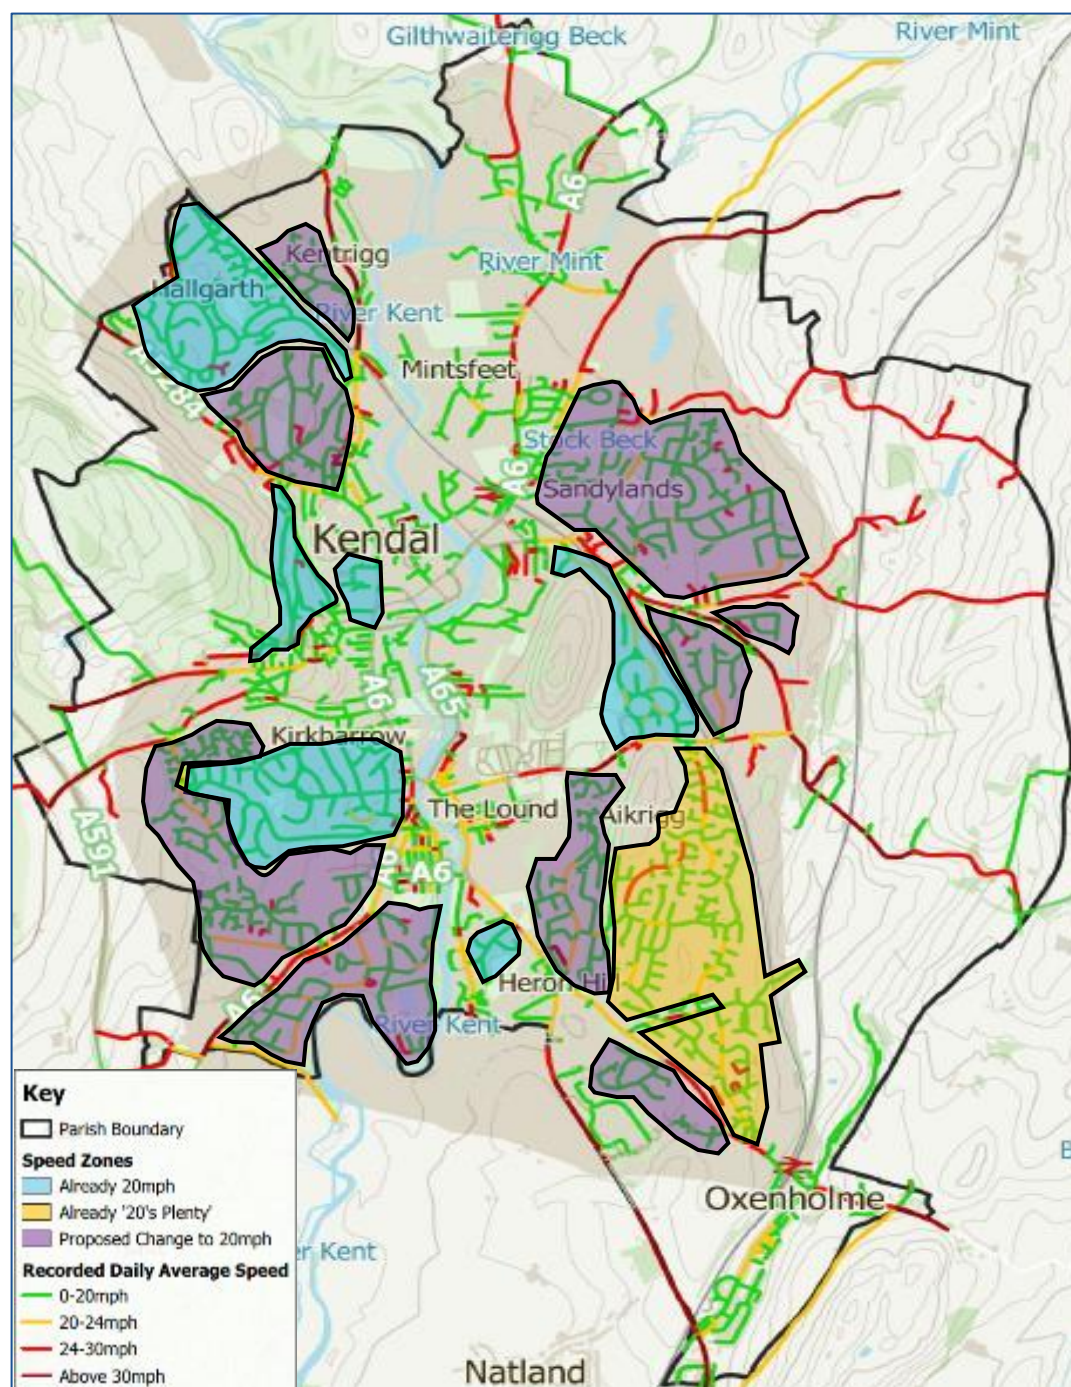 Gilthwaiterigg Beck
River Mint
A6
Kentrigg
River Mint
Hallgarth
River Kent
A5284
Mintsfeet
Stock Beck
A6
Sandylands
Kendal
A6
A65
Kirkbarrow
The Lound
Aikrigg
A591
A6
A6
Heron Hill
A6
River Kent
Key
Parish Boundary
Speed Zones
Already 20mph
Already '20's Plenty'
Proposed Change to 20mph
Recorded Daily Average Speed
0-20mph
20-24mph
24-30mph
Above 30mph
er Kent
Oxenholme
Natland
B